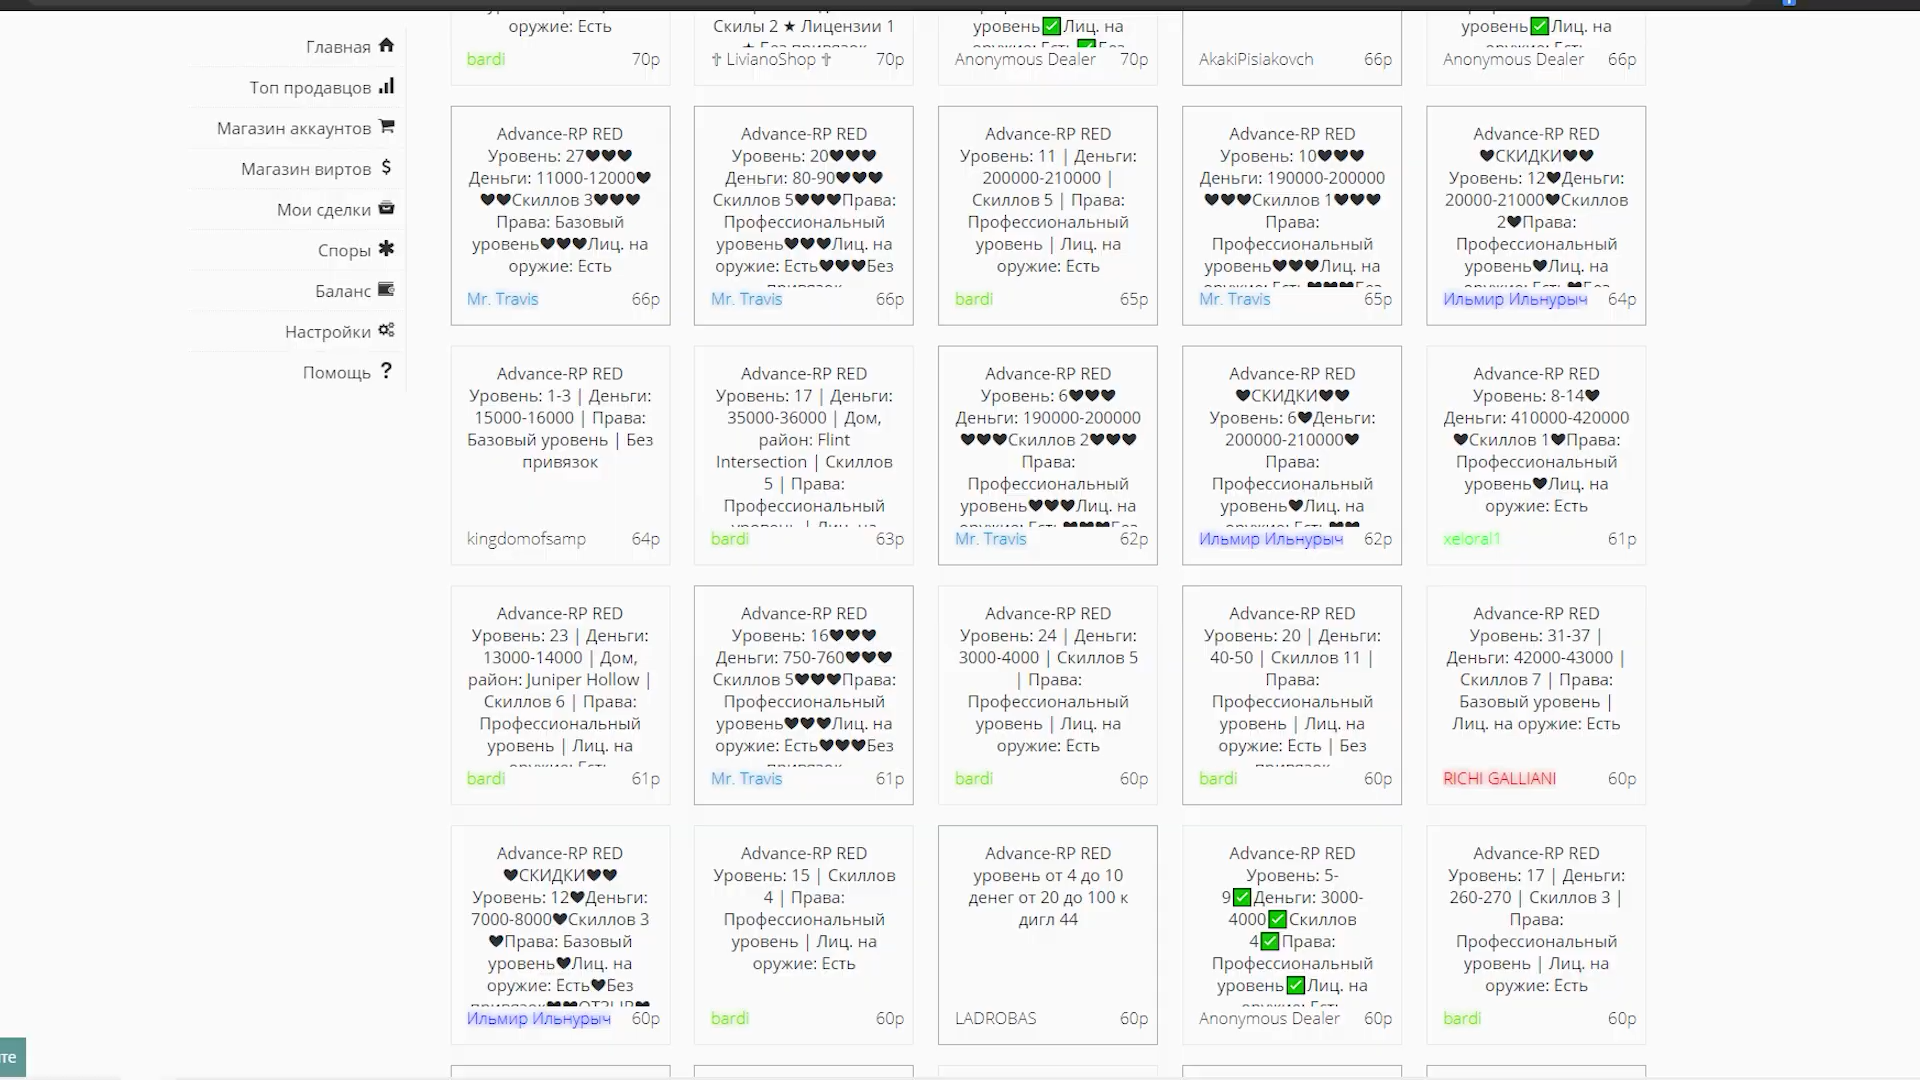 Главная
Топ продавцов
Магазин аккаунтов
Магазин виртов
Мои сделки
Споры
Баланс
Настройки
Помощь
оружие: Есть
bardi 70р
Скилы 2 ★ Лицензии 1
✝ LivianoShop ✝ 70р
уровень✅Лиц. на
Anonymous Dealer 70р
AkakiPisiakovch 66р
уровень✅Лиц. на
Anonymous Dealer 66р
Advance-RP RED
Уровень: 27♥♥♥
Деньги: 11000-12000♥
♥♥Скиллов 3♥♥♥
Права: Базовый
уровень♥♥♥Лиц. на
оружие: Есть
Mr. Travis 66р
Advance-RP RED
Уровень: 20♥♥♥
Деньги: 80-90♥♥♥
Скиллов 5♥♥♥Права:
Профессиональный
уровень♥♥♥Лиц. на
оружие: Есть♥♥♥Без
Mr. Travis 66р
Advance-RP RED
Уровень: 11 | Деньги:
200000-210000 |
Скиллов 5 | Права:
Профессиональный
уровень | Лиц. на
оружие: Есть
bardi 65р
Advance-RP RED
Уровень: 10♥♥♥
Деньги: 190000-200000
♥♥♥Скиллов 1♥♥♥
Права:
Профессиональный
уровень♥♥♥Лиц. на
Mr. Travis 65р
Advance-RP RED
♥СКИДКИ♥♥
Уровень: 12♥Деньги:
20000-21000♥Скиллов
2♥Права:
Профессиональный
уровень♥Лиц. на
Ильмир Ильнурыч 64р
Advance-RP RED
Уровень: 1-3 | Деньги:
15000-16000 | Права:
Базовый уровень | Без
привязок
kingdomofsamp 64р
Advance-RP RED
Уровень: 17 | Деньги:
35000-36000 | Дом,
район: Flint
Intersection | Скиллов
5 | Права:
Профессиональный
bardi 63р
Advance-RP RED
Уровень: 6♥♥♥
Деньги: 190000-200000
♥♥♥Скиллов 2♥♥♥
Права:
Профессиональный
уровень♥♥♥Лиц. на
Mr. Travis 62р
Advance-RP RED
♥СКИДКИ♥♥
Уровень: 6♥Деньги:
200000-210000♥
Права:
Профессиональный
уровень♥Лиц. на
Ильмир Ильнурыч 62р
Advance-RP RED
Уровень: 8-14♥
Деньги: 410000-420000
♥Скиллов 1♥Права:
Профессиональный
уровень♥Лиц. на
оружие: Есть
xeloral1 61р
Advance-RP RED
Уровень: 23 | Деньги:
13000-14000 | Дом,
район: Juniper Hollow |
Скиллов 6 | Права:
Профессиональный
уровень | Лиц. на
bardi 61р
Advance-RP RED
Уровень: 16♥♥♥
Деньги: 750-760♥♥♥
Скиллов 5♥♥♥Права:
Профессиональный
уровень♥♥♥Лиц. на
оружие: Есть♥♥♥Без
Mr. Travis 61р
Advance-RP RED
Уровень: 24 | Деньги:
3000-4000 | Скиллов 5
| Права:
Профессиональный
уровень | Лиц. на
оружие: Есть
bardi 60р
Advance-RP RED
Уровень: 20 | Деньги:
40-50 | Скиллов 11 |
Права:
Профессиональный
уровень | Лиц. на
оружие: Есть | Без
bardi 60р
Advance-RP RED
Уровень: 31-37 |
Деньги: 42000-43000 |
Скиллов 7 | Права:
Базовый уровень |
Лиц. на оружие: Есть
RICHI GALLIANI 60р
Advance-RP RED
♥СКИДКИ♥♥
Уровень: 12♥Деньги:
7000-8000♥Скиллов 3
♥Права: Базовый
уровень♥Лиц. на
оружие: Есть♥Без
Ильмир Ильнурыч 60р
Advance-RP RED
Уровень: 15 | Скиллов
4 | Права:
Профессиональный
уровень | Лиц. на
оружие: Есть
bardi 60р
Advance-RP RED
уровень от 4 до 10
денег от 20 до 100 к
дигл 44
LADROBAS 60р
Advance-RP RED
Уровень: 5-
9✅Деньги: 3000-
4000✅Скиллов
4✅Права:
Профессиональный
уровень✅Лиц. на
Anonymous Dealer 60р
Advance-RP RED
Уровень: 17 | Деньги:
260-270 | Скиллов 3 |
Права:
Профессиональный
уровень | Лиц. на
оружие: Есть
bardi 60р
те